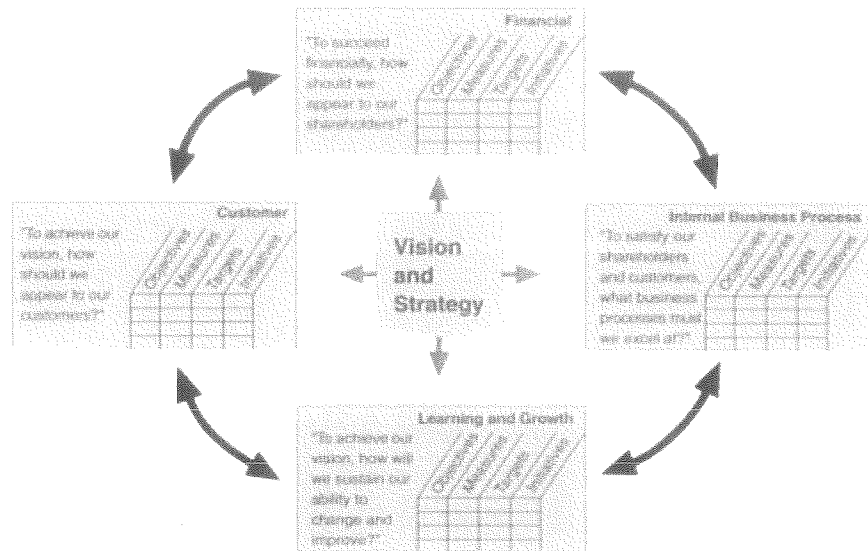 Financial
"To succeed
financially, how
should we
appear to our
shareholders?"
Objectives
Measures
Targets
Initiatives
Customer
"To achieve our
vision, how
should we
appear to our
customers?"
Objectives
Measures
Targets
Initiatives
Vision
and
Strategy
Internal Business Process
"To satisfy our
shareholders
and customers,
what business
processes must
we excel at?"
Objectives
Measures
Targets
Initiatives
Learning and Growth
"To achieve our
vision, how will
we sustain our
ability to
change and
improve?"
Objectives
Measures
Targets
Initiatives